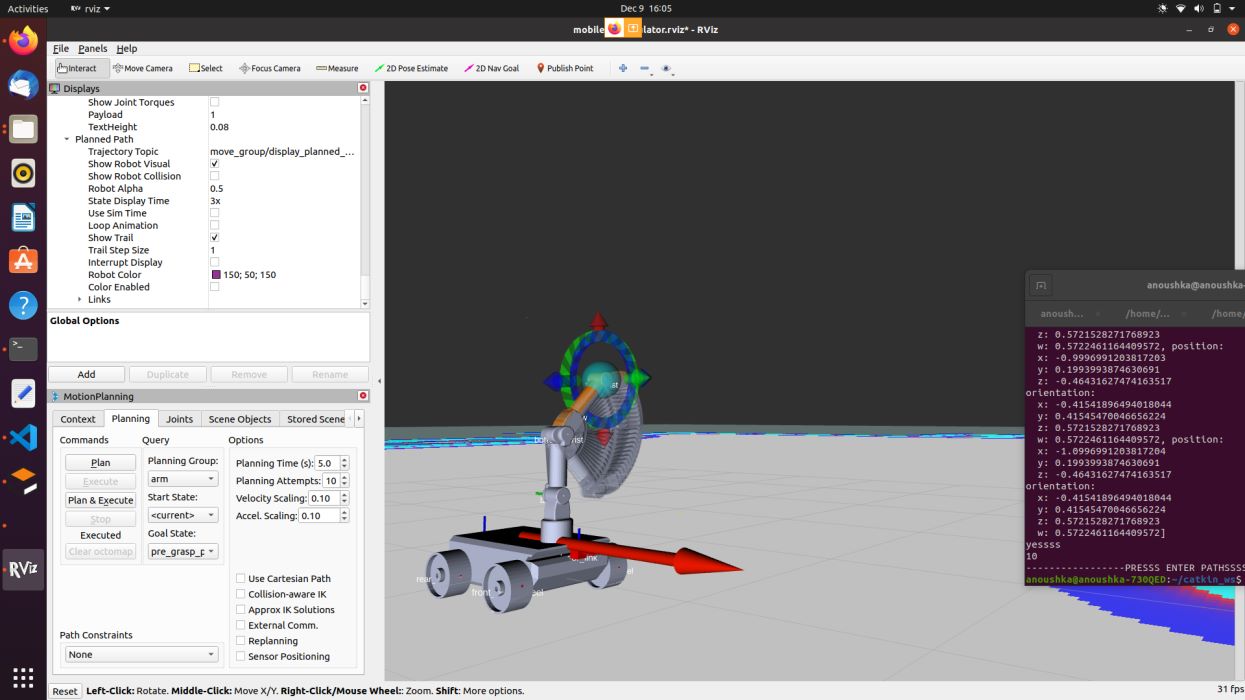 Activities
rviz
Dec 9 16:05
mobile
lator.rviz* - RViz
File Panels Help
Interact Move Camera Select Focus Camera Measure 2D Pose Estimate 2D Nav Goal Publish Point
Displays
Show Joint Torques
Payload 1
TextHeight 0.08
Planned Path
Trajectory Topic move_group/display_planned_...
Show Robot Visual
Show Robot Collision
Robot Alpha 0.5
State Display Time 3x
Use Sim Time
Loop Animation
Show Trail
Trail Step Size 1
Interrupt Display
Robot Color 150; 50; 150
Color Enabled
Links
Global Options
Add Duplicate Remove Rename
MotionPlanning
Context Planning Joints Scene Objects Stored Scene
Commands Query Options
Plan
Execute
Plan & Execute
Stop
Executed
Clear octomap
Planning Group:
arm
Start State:
<current>
Goal State:
pre_grasp_p
Planning Time (s): 5.0
Planning Attempts: 10
Velocity Scaling: 0.10
Accel. Scaling: 0.10
Use Cartesian Path
Collision-aware IK
Approx IK Solutions
External Comm.
Replanning
Sensor Positioning
Path Constraints
None
Reset Left-Click: Rotate. Middle-Click: Move X/Y. Right-Click/Mouse Wheel:: Zoom. Shift: More options.
31 fps
RViz
rear
front
anoushka@anoushka-
anoush... /home/... /home/
z: 0.5721528271768923
w: 0.5722461164409572, position:
x: -0.9996991203817203
y: 0.1993993874630691
z: -0.46431627474163517
orientation:
x: -0.41541896494018044
y: 0.41545470046656224
z: 0.5721528271768923
w: 0.5722461164409572, position:
x: -1.0996991203817204
y: 0.1993993874630691
z: -0.46431627474163517
orientation:
x: -0.41541896494018044
y: 0.41545470046656224
z: 0.5721528271768923
w: 0.5722461164409572]
yessss
10
-----------------PRESSS ENTER PATHSSSS
anoushka@anoushka-730QED:~/catkin_ws$